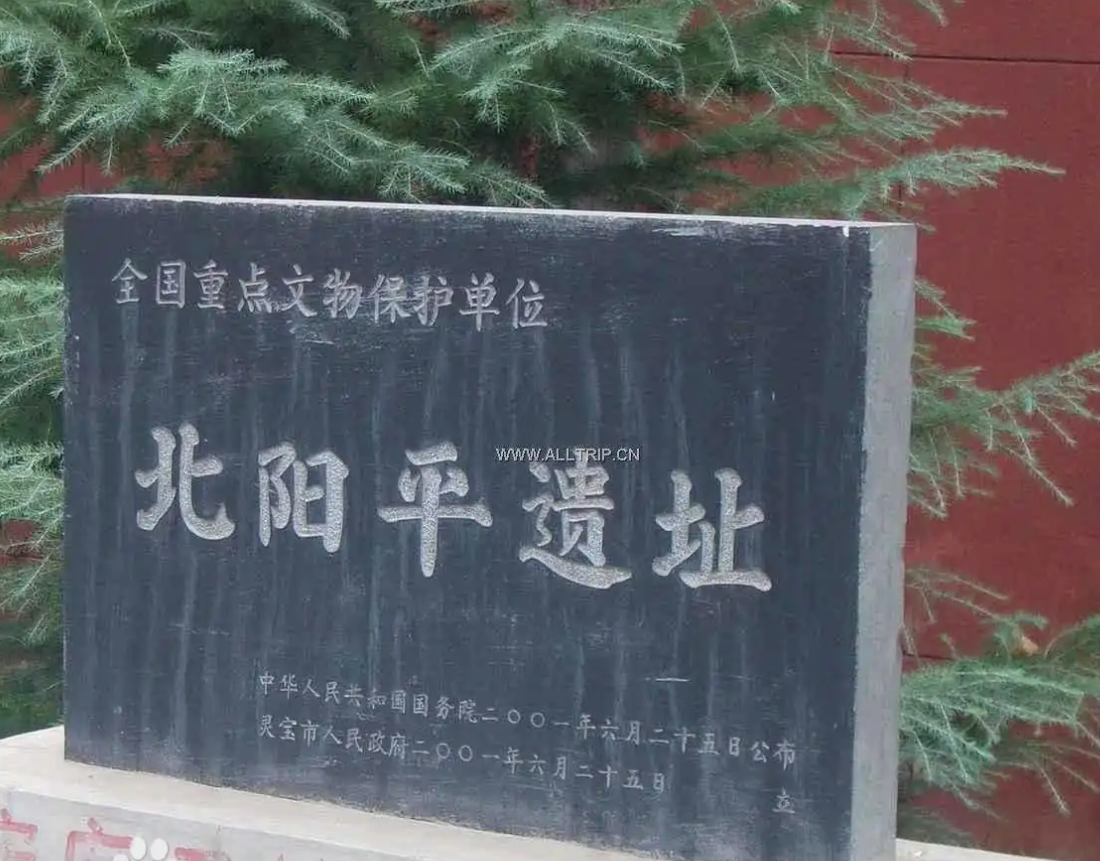 全国重点文物保护单位
WWW.ALLTRIP.CN
北阳平遗址
中华人民共和国国务院二〇〇一年六月二十五日公布
灵宝市人民政府二〇〇一年六月二十五日
立